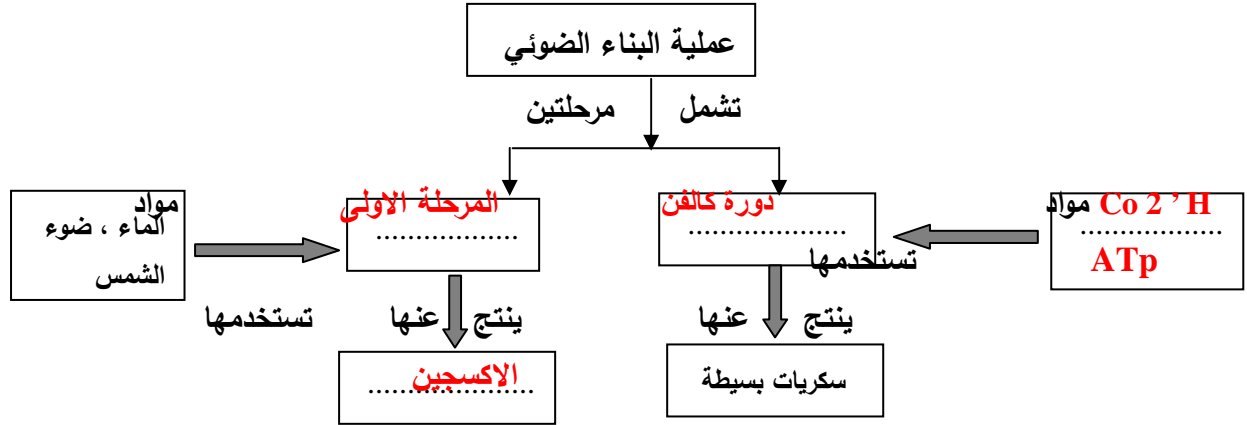 عملية البناء الضوئي
تشمل مرحلتين
مواد Co 2 ’ H
..................
ATp
دورة كالفن
....................
المرحلة الاولى
..................
مواد
الماء ، ضوء
الشمس
تستخدمها
تستخدمها
ينتج عنها
ينتج عنها
سكريات بسيطة
الاكسجين
.....................